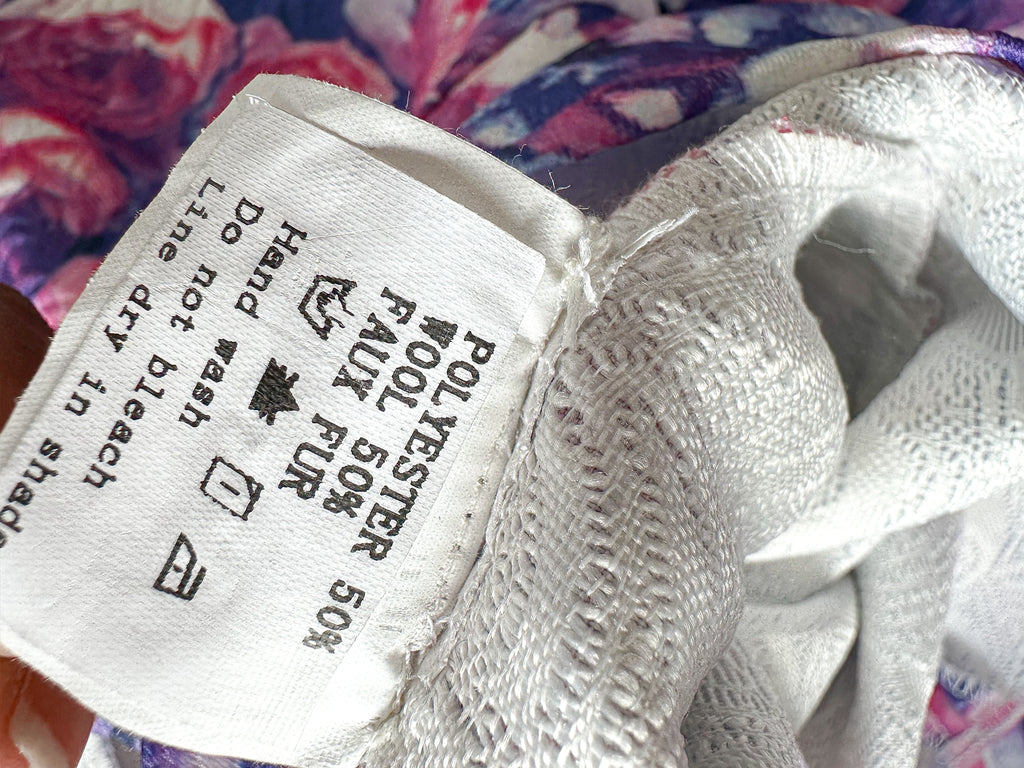 POLYESTER 50%
WOOL 50%
FAUX FUR
Hand wash
Do not bleach
Line dry in shade